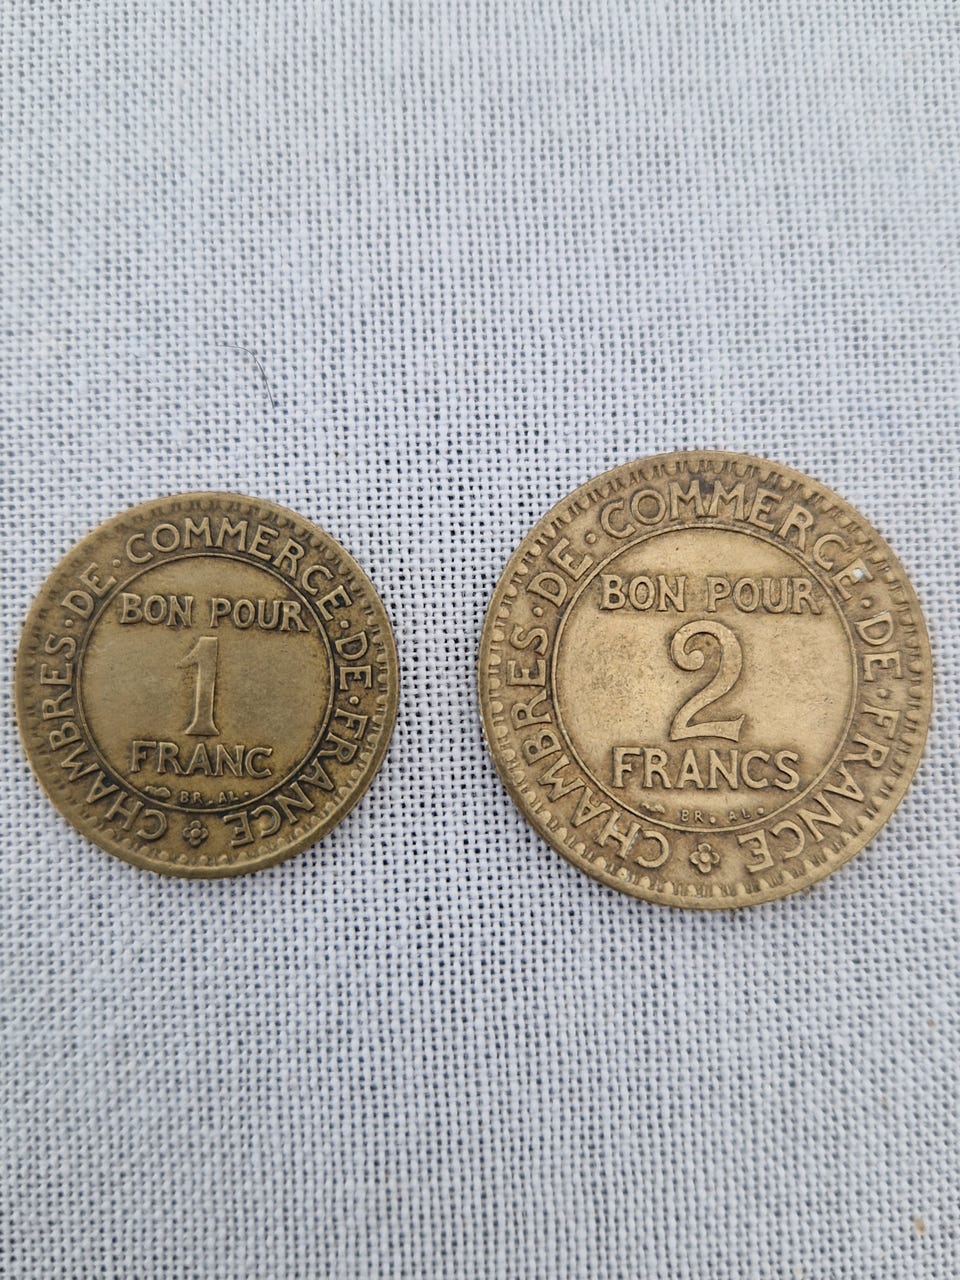 CHAMBRES·DE·COMMERCE·DE·FRANCE
BON POUR
1
FRANC
BR. AL.
CHAMBRES·DE·COMMERCE·DE·FRANCE
BON POUR
2
FRANCS
BR. AL.